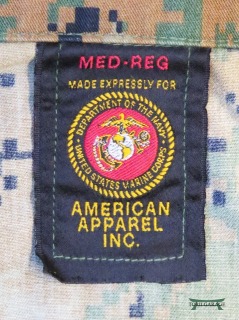 MED-REG
MADE EXPRESSLY FOR
DEPARTMENT OF THE NAVY
UNITED STATES MARINE CORPS
AMERICAN
APPAREL
INC.